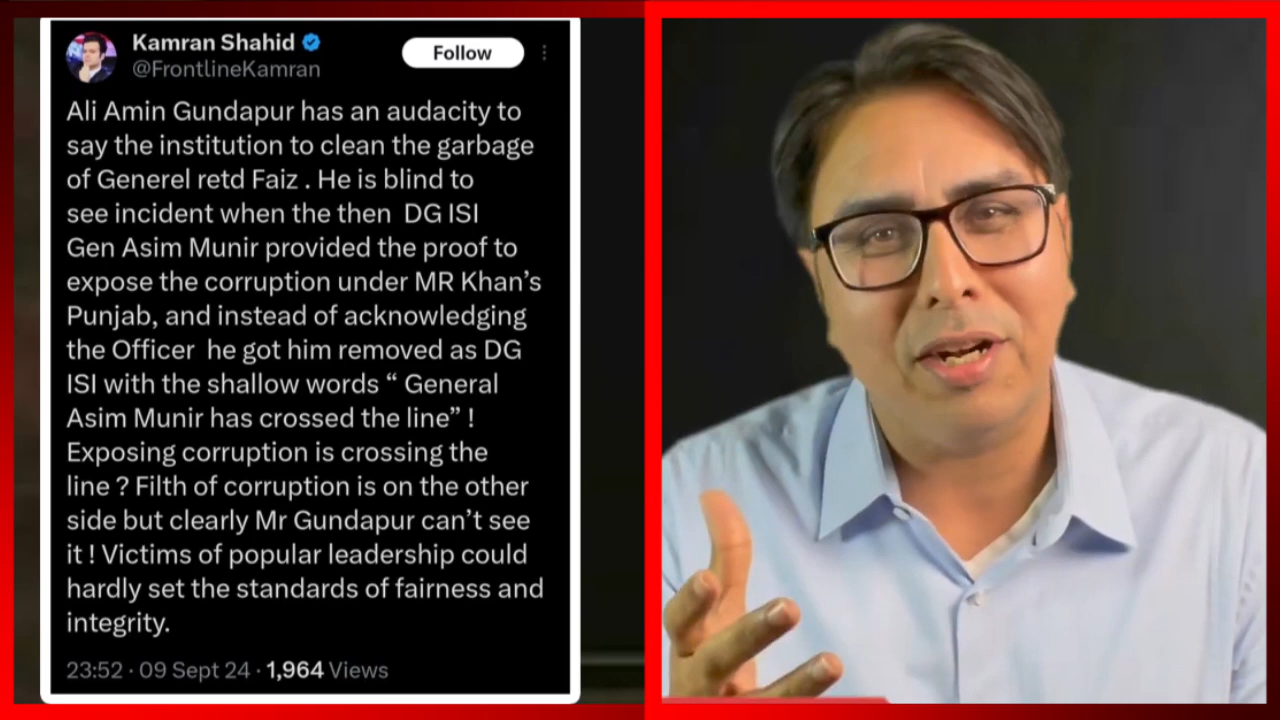 Kamran Shahid
@FrontlineKamran
Follow
Ali Amin Gundapur has an audacity to
say the institution to clean the garbage
of Generel retd Faiz . He is blind to
see incident when the then  DG ISI
Gen Asim Munir provided the proof to
expose the corruption under MR Khan’s
Punjab, and instead of acknowledging
the Officer  he got him removed as DG
ISI with the shallow words “ General
Asim Munir has crossed the line” !
Exposing corruption is crossing the
line ? Filth of corruption is on the other
side but clearly Mr Gundapur can’t see
it ! Victims of popular leadership could
hardly set the standards of fairness and
integrity.
23:52 · 09 Sept 24 · 1,964 Views